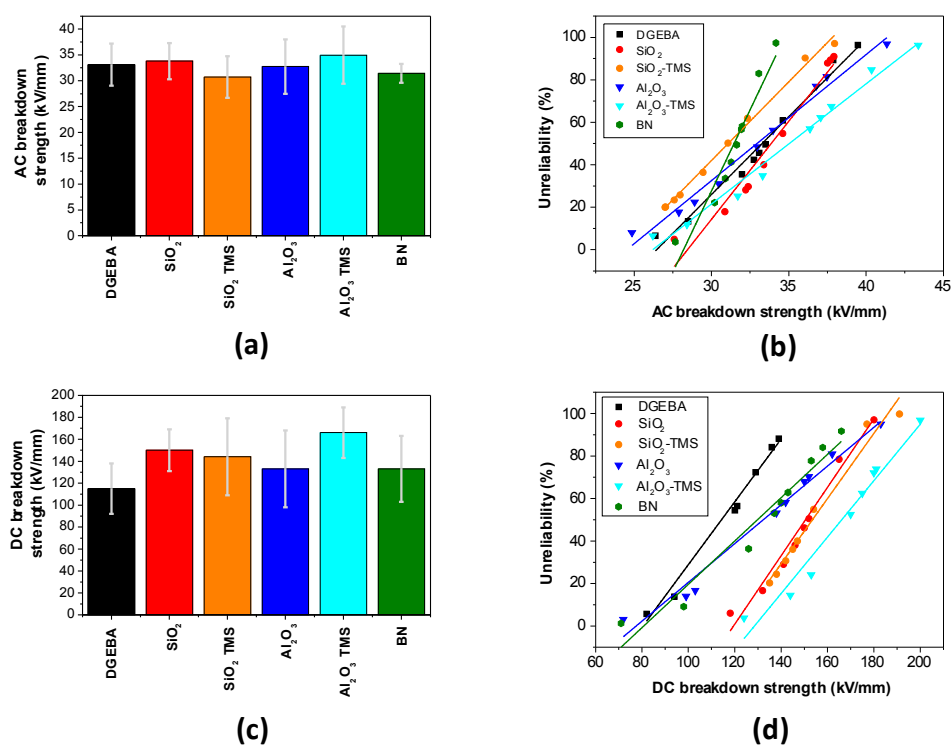 AC breakdown
strength (kV/mm)
40
35
30
25
20
15
10
5
0
DGEBA
SiO₂
SiO₂ TMS
Al₂O₃
Al₂O₃ TMS
BN
(a)
Unreliability (%)
100
80
60
40
20
0
DGEBA
SiO₂
SiO₂-TMS
Al₂O₃
Al₂O₃-TMS
BN
25 30 35 40 45
AC breakdown strength (kV/mm)
(b)
DC breakdown
strength (kV/mm)
200
180
160
140
120
100
80
60
40
20
0
DGEBA
SiO₂
SiO₂ TMS
Al₂O₃
Al₂O₃ TMS
BN
(c)
Unreliability (%)
100
80
60
40
20
0
DGEBA
SiO₂
SiO₂-TMS
Al₂O₃
Al₂O₃-TMS
BN
60 80 100 120 140 160 180 200
DC breakdown strength (kV/mm)
(d)